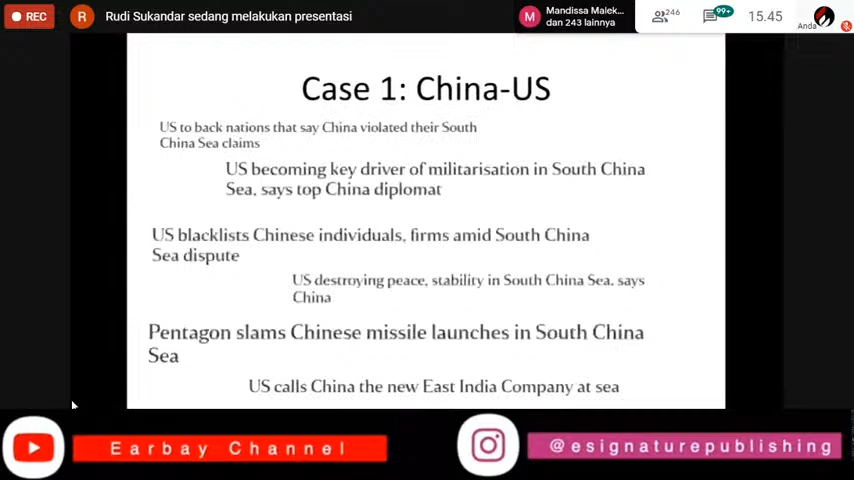 REC
R
Rudi Sukandar sedang melakukan presentasi
M
Mandissa Malek...
dan 243 lainnya
246
99+
15.45
Anda
Case 1: China-US
US to back nations that say China violated their South
China Sea claims
US becoming key driver of militarisation in South China
Sea, says top China diplomat
US blacklists Chinese individuals, firms amid South China
Sea dispute
US destroying peace, stability in South China Sea, says
China
Pentagon slams Chinese missile launches in South China
Sea
US calls China the new East India Company at sea
Earbay Channel
@esignaturepublishing